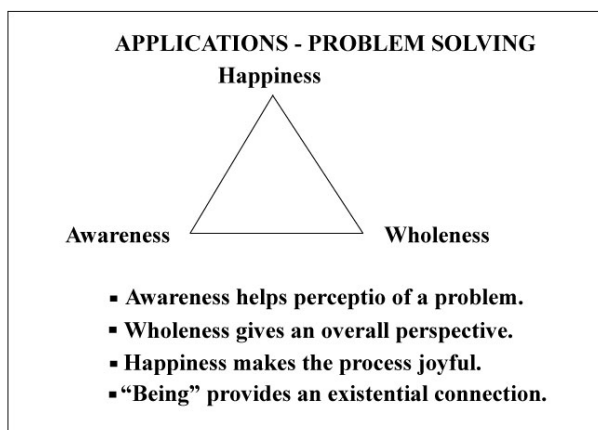 APPLICATIONS - PROBLEM SOLVING
Happiness
Awareness
Wholeness
▪ Awareness helps perceptio of a problem.
▪ Wholeness gives an overall perspective.
▪ Happiness makes the process joyful.
▪ “Being” provides an existential connection.